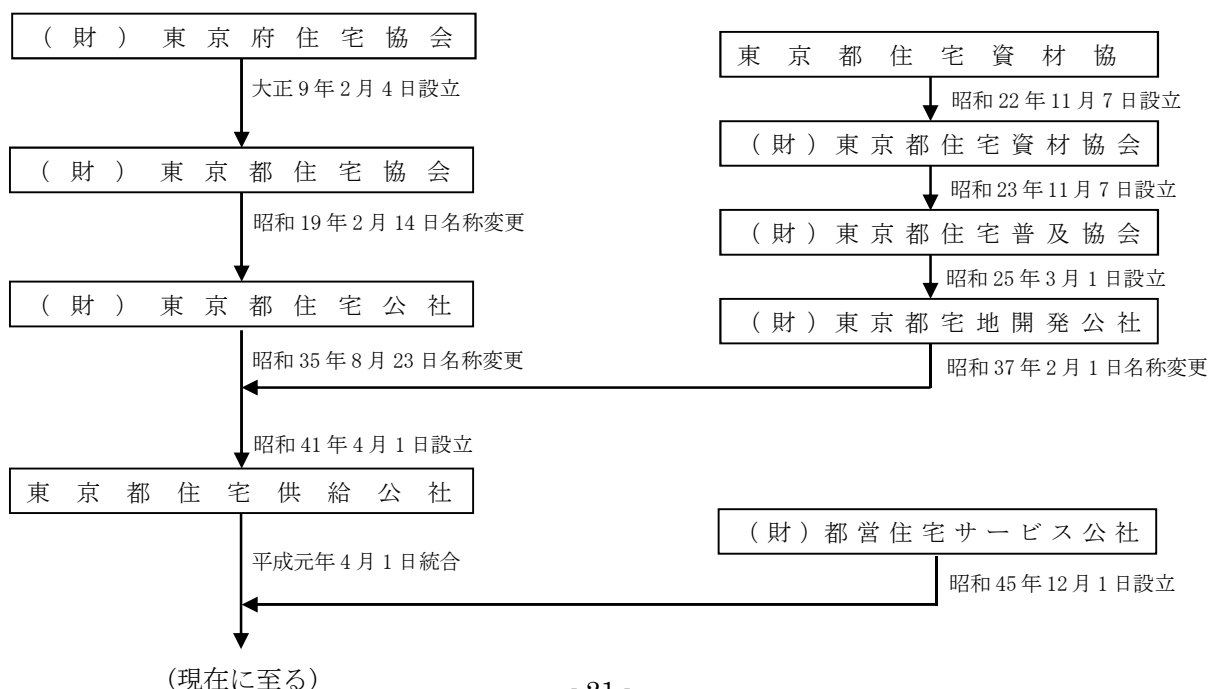 (財)東京府住宅協会
大正9年2月4日設立
(財)東京都住宅協会
昭和19年2月14日名称変更
(財)東京都住宅公社
昭和35年8月23日名称変更
昭和41年4月1日設立
東京都住宅供給公社
平成元年4月1日統合
(現在に至る)
東京都住宅資材協
昭和22年11月7日設立
(財)東京都住宅資材協会
昭和23年11月7日設立
(財)東京都住宅普及協会
昭和25年3月1日設立
(財)東京都宅地開発公社
昭和37年2月1日名称変更
(財)都営住宅サービス公社
昭和45年12月1日設立
- 21 -